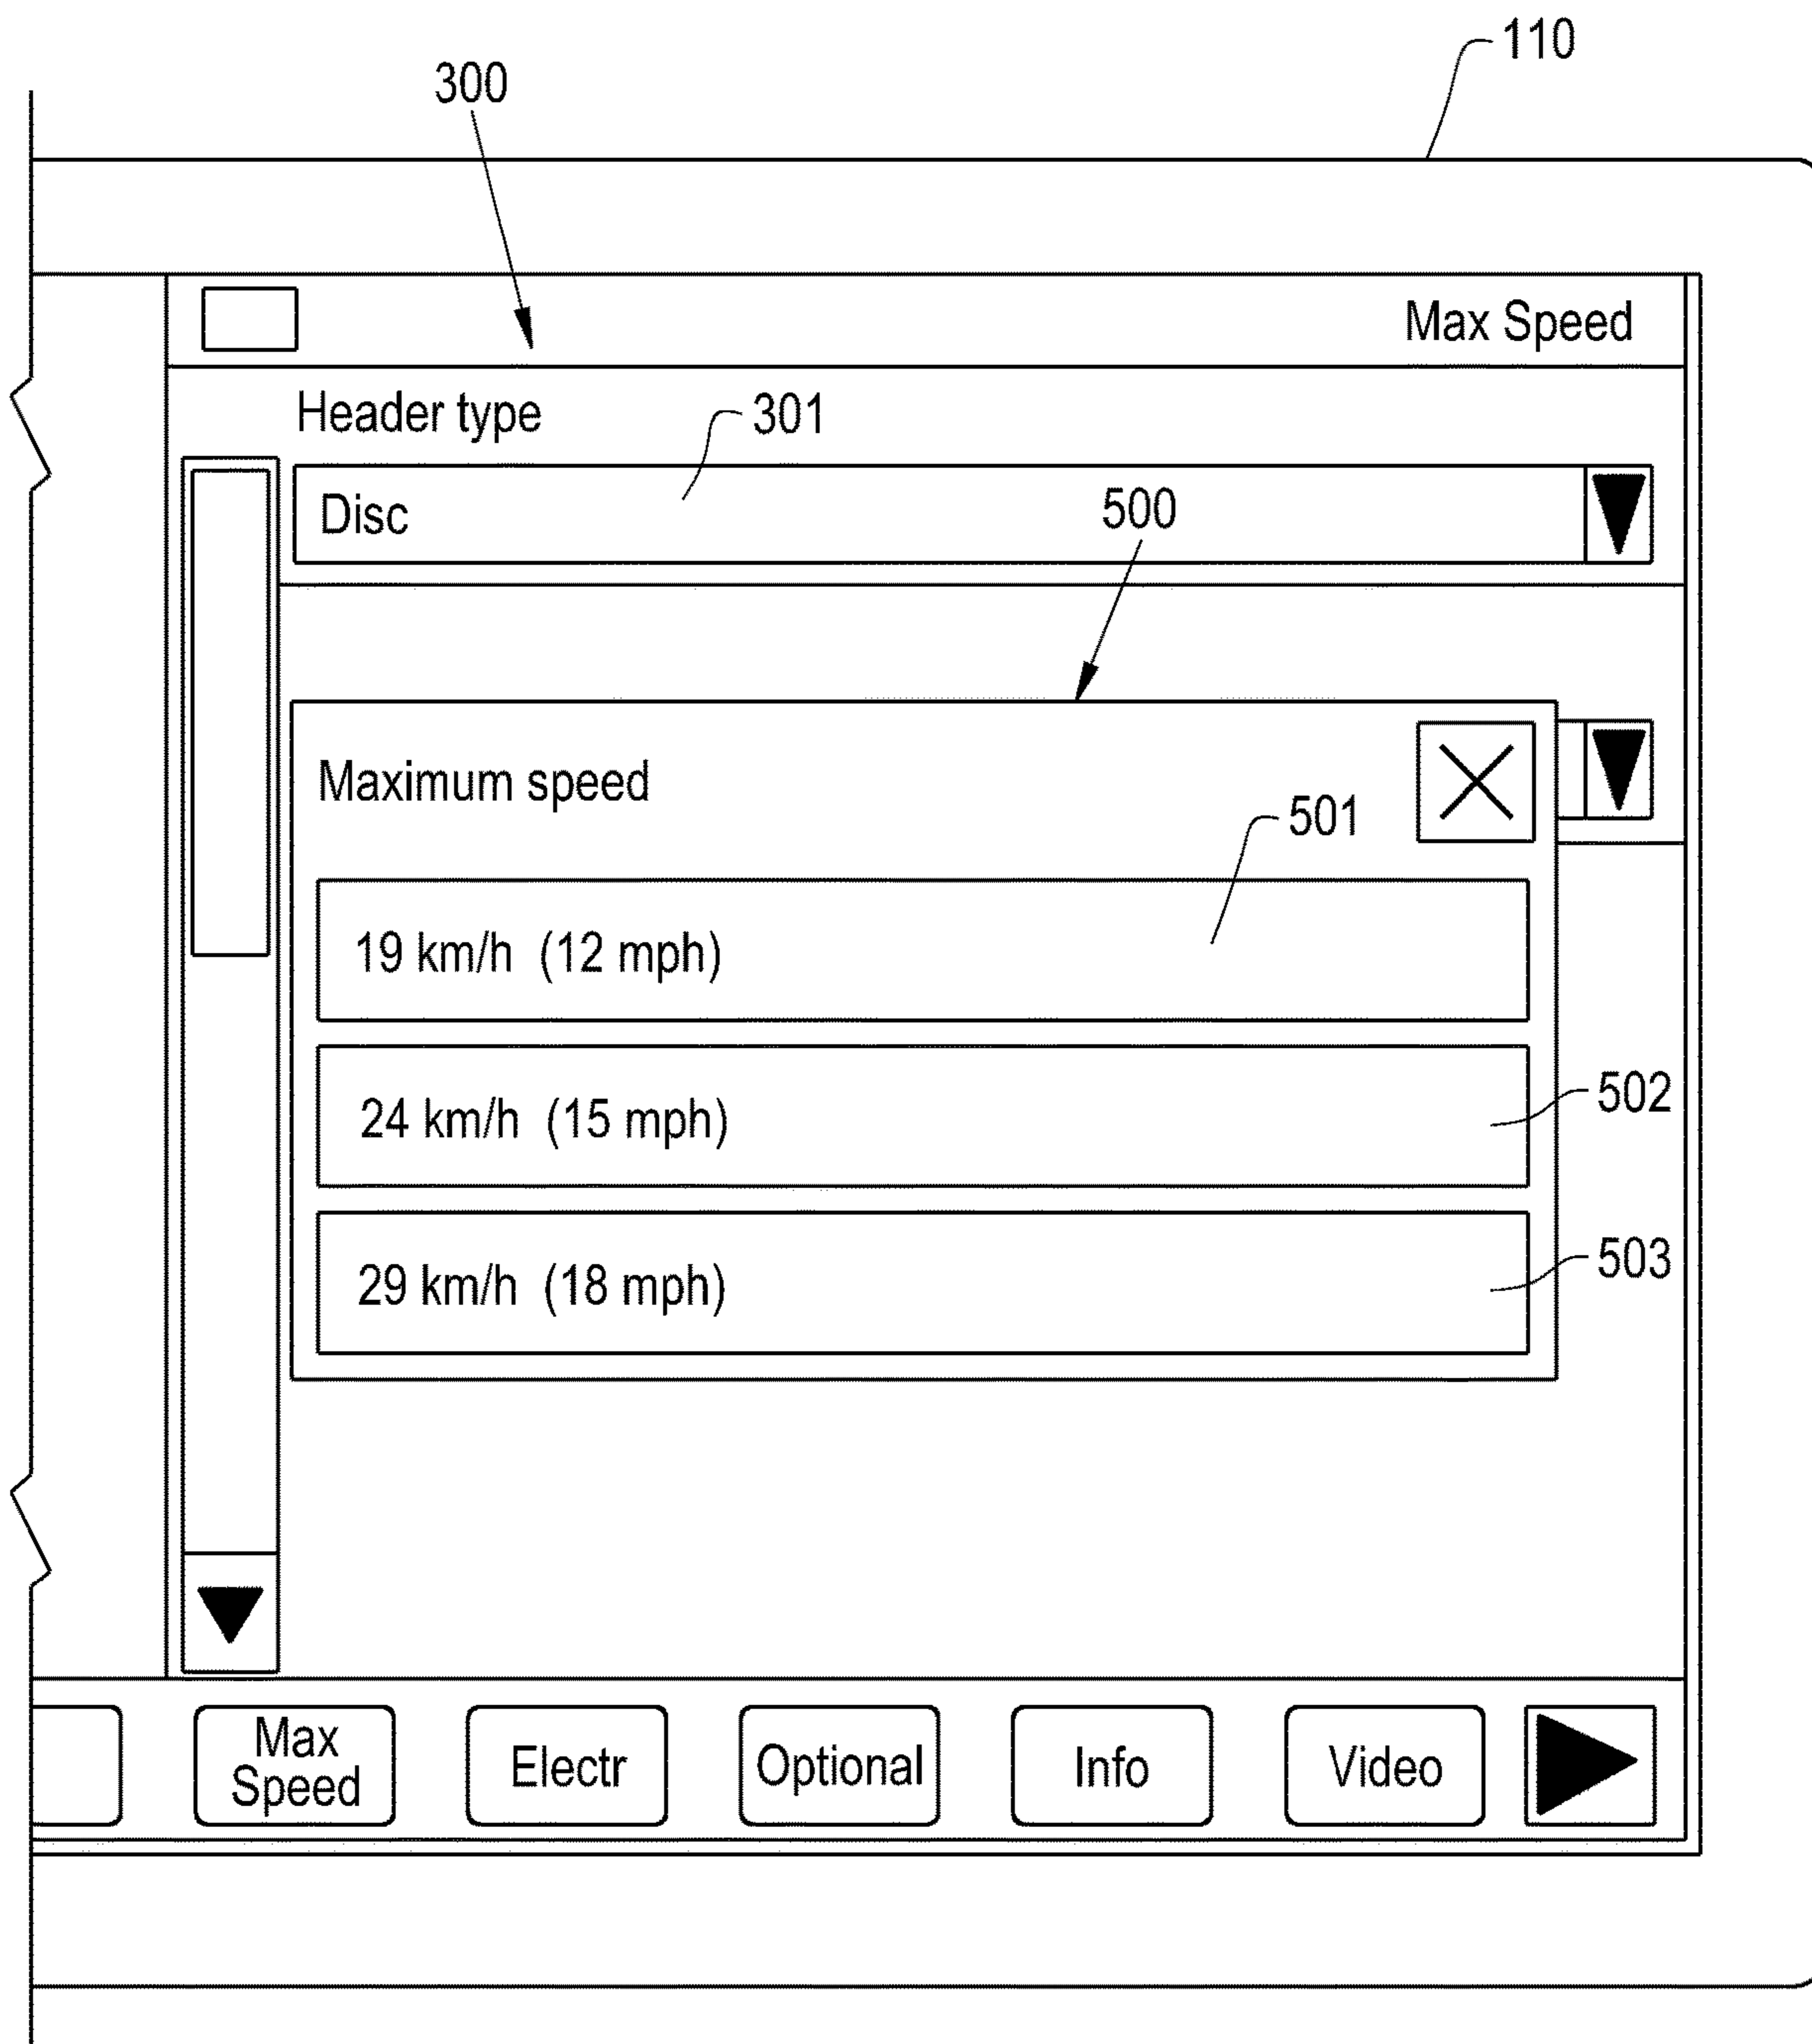 110
300
Max Speed
Header type
301
Disc
500
Maximum speed
501
19 km/h (12 mph)
24 km/h (15 mph)
502
29 km/h (18 mph)
503
Max
Speed
Electr
Optional
Info
Video